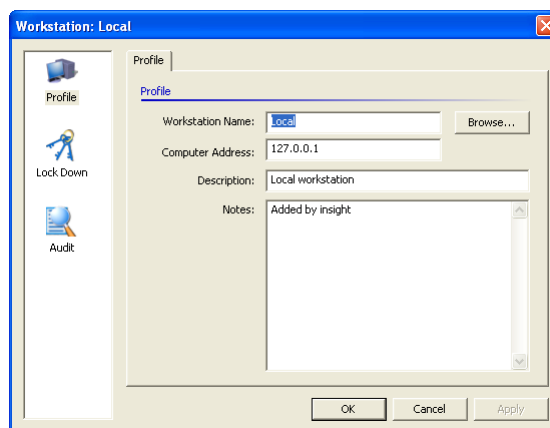 Workstation: Local
Profile
Lock Down
Audit
Profile
Profile
Workstation Name: Local Browse...
Computer Address: 127.0.0.1
Description: Local workstation
Notes: Added by insight
OK Cancel Apply